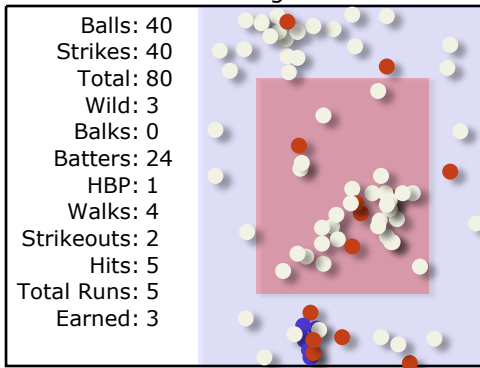 Balls: 40
Strikes: 40
Total: 80
Wild: 3
Balks: 0
Batters: 24
HBP: 1
Walks: 4
Strikeouts: 2
Hits: 5
Total Runs: 5
Earned: 3